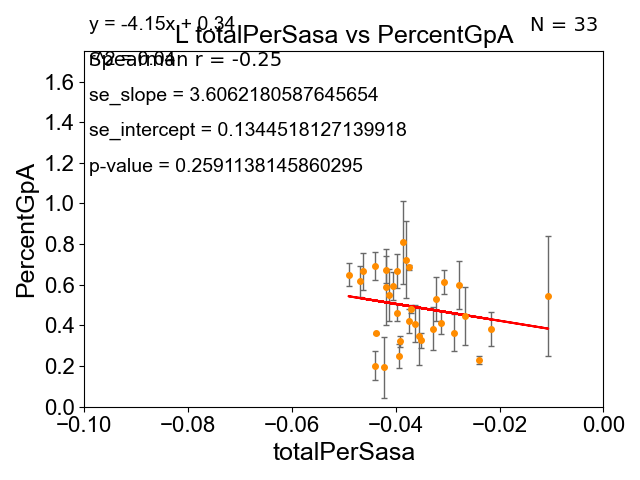 y = -4.15x + 0.34
N = 33
L totalPerSasa vs PercentGpA
Spearman r = -0.25
se_slope = 3.6062180587645654
se_intercept = 0.1344518127139918
p-value = 0.2591138145860295
PercentGpA
1.6
1.4
1.2
1.0
0.8
0.6
0.4
0.2
0.0
−0.10
−0.08
−0.06
−0.04
−0.02
0.00
totalPerSasa